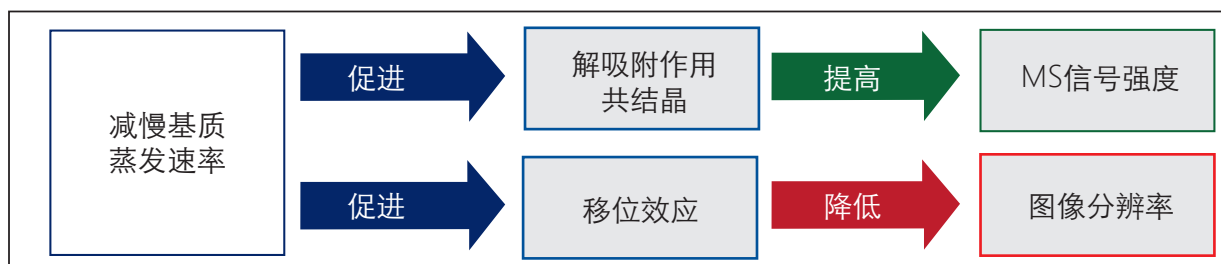 减慢基质
蒸发速率
促进
解吸附作用
共结晶
提高
MS信号强度
促进
移位效应
降低
图像分辨率